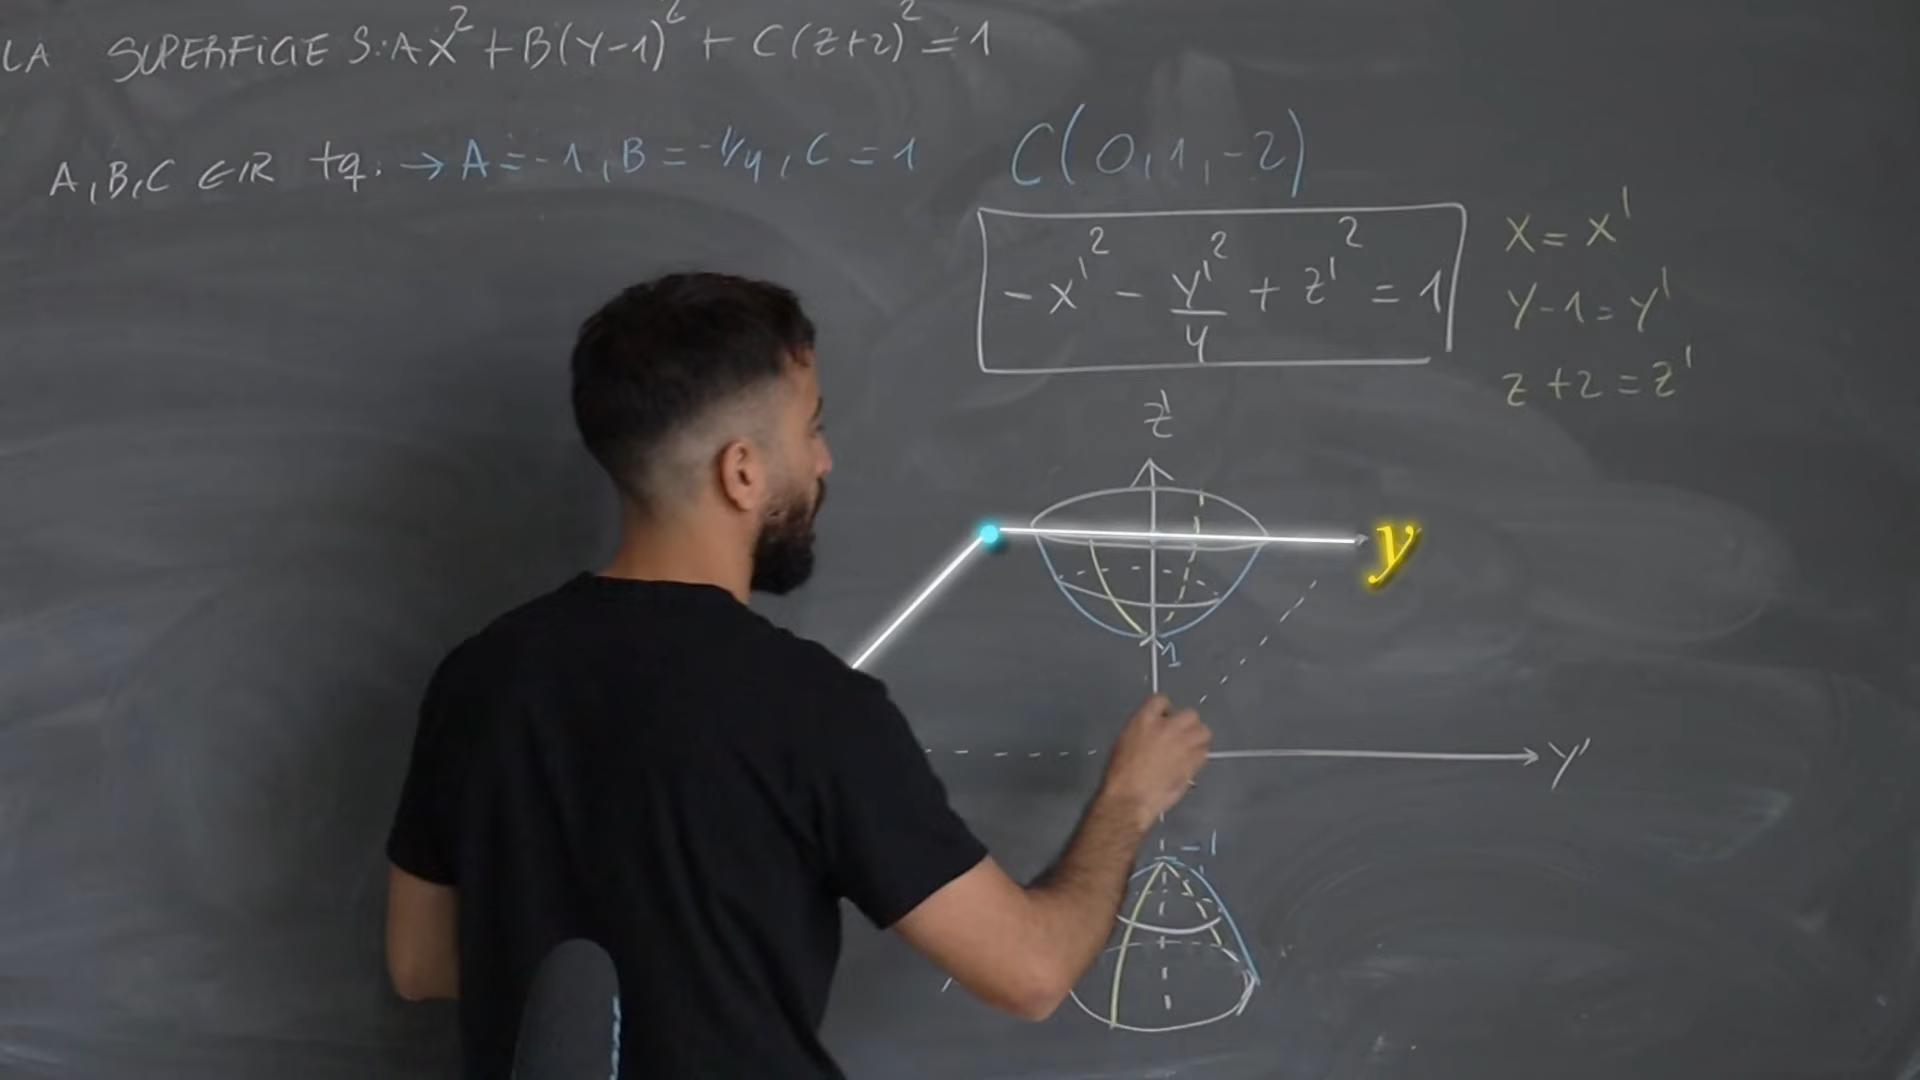 LA SUPERFICIE S: AX² + B(Y-1)² + C(Z+2)² = 1
A, B, C ∈ IR tq. → A = -1, B = -1/4, C = 1
C(0, 1, -2)
-x'² - y'²/4 + z'² = 1
X = X'
Y-1 = Y'
Z+2 = Z'
Z'
y
1
Y'
-1